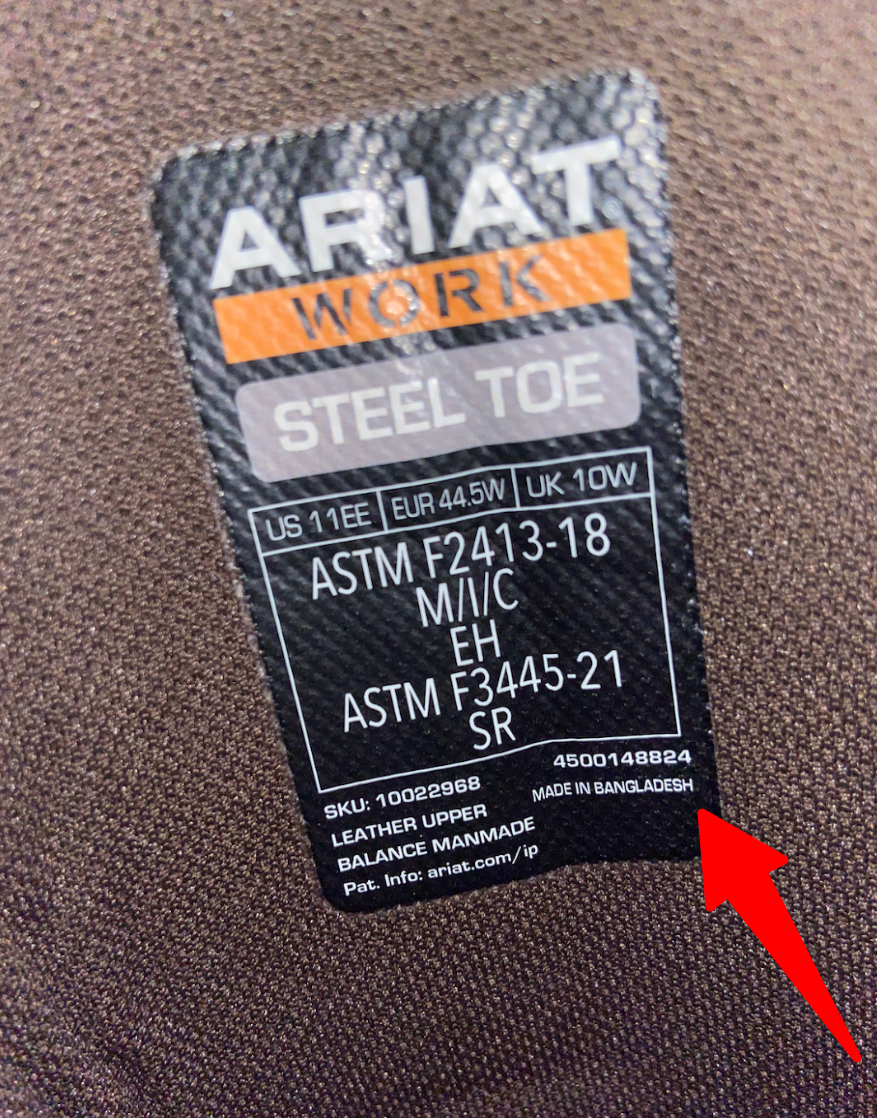 ARIAT
WORK
STEEL TOE
US 11EE EUR 44.5W UK 10W
ASTM F2413-18
M/I/C
EH
ASTM F3445-21
SR
SKU: 10022968 4500148824
LEATHER UPPER MADE IN BANGLADESH
BALANCE MANMADE
Pat. Info: ariat.com/ip